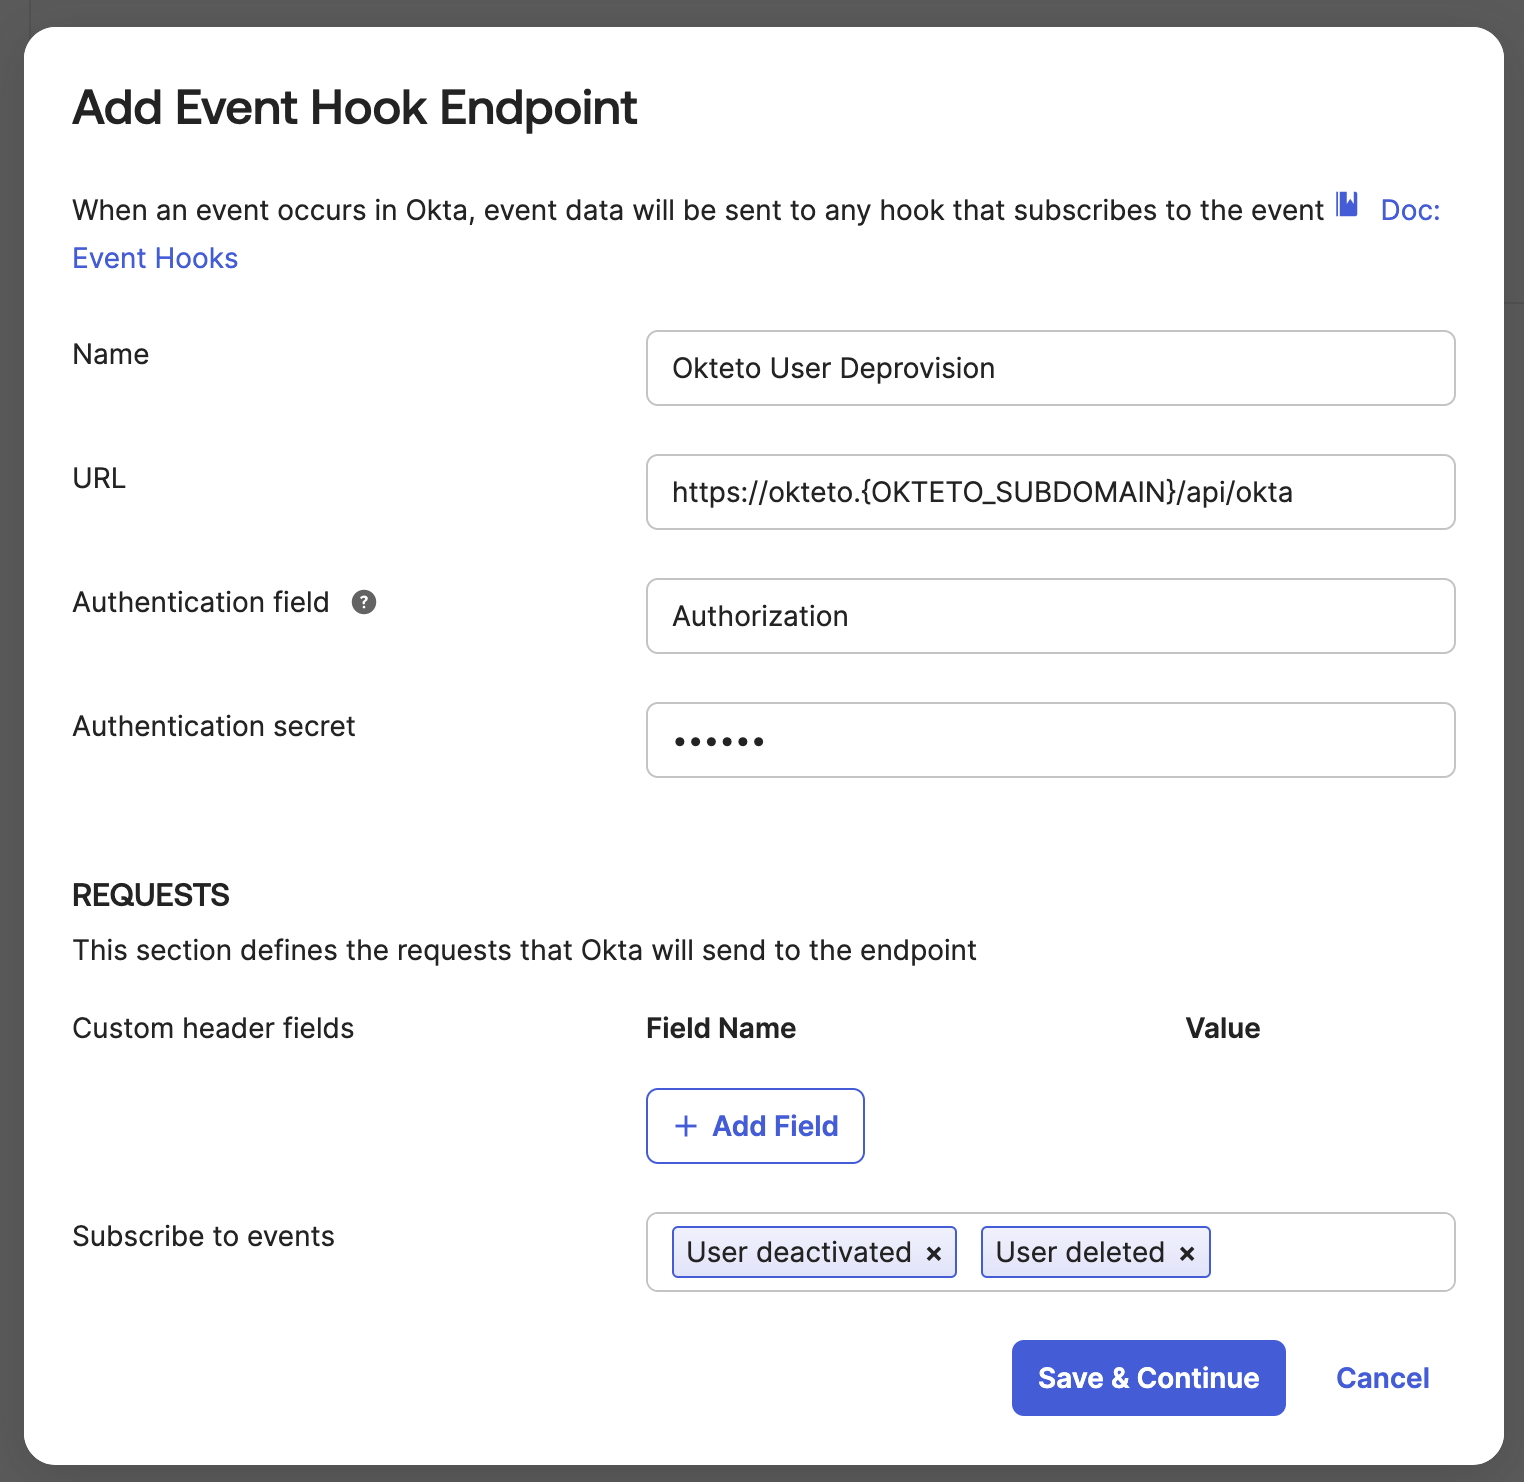 Add Event Hook Endpoint
When an event occurs in Okta, event data will be sent to any hook that subscribes to the event Doc:
Event Hooks
Name
Okteto User Deprovision
URL
https://okteto.{OKTETO_SUBDOMAIN}/api/okta
Authentication field ?
Authorization
Authentication secret
••••••
REQUESTS
This section defines the requests that Okta will send to the endpoint
Custom header fields
Field Name Value
+ Add Field
Subscribe to events
User deactivated × User deleted ×
Save & Continue Cancel